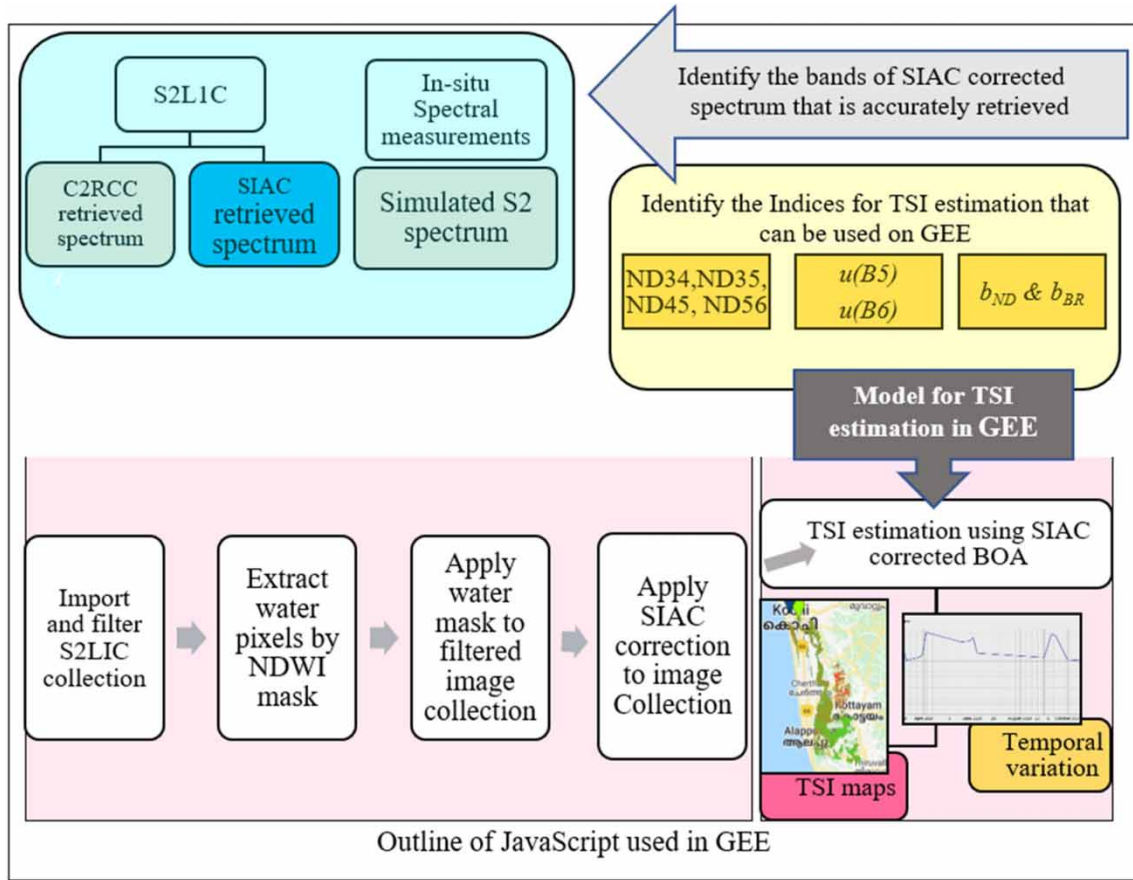 S2L1C
In-situ
Spectral
measurements
C2RCC
retrieved
spectrum
SIAC
retrieved
spectrum
Simulated S2
spectrum
Identify the bands of SIAC corrected
spectrum that is accurately retrieved
Identify the Indices for TSI estimation that
can be used on GEE
ND34,ND35,
ND45, ND56
u(B5)
u(B6)
bND & bBR
Model for TSI
estimation in GEE
Import
and filter
S2LIC
collection
Extract
water
pixels by
NDWI
mask
Apply
water
mask to
filtered
image
collection
Apply
SIAC
correction
to image
Collection
TSI estimation using SIAC
corrected BOA
കൊച്ചി
Kottayam
കോട്ടയം
TSI maps
Temporal
variation
Outline of JavaScript used in GEE